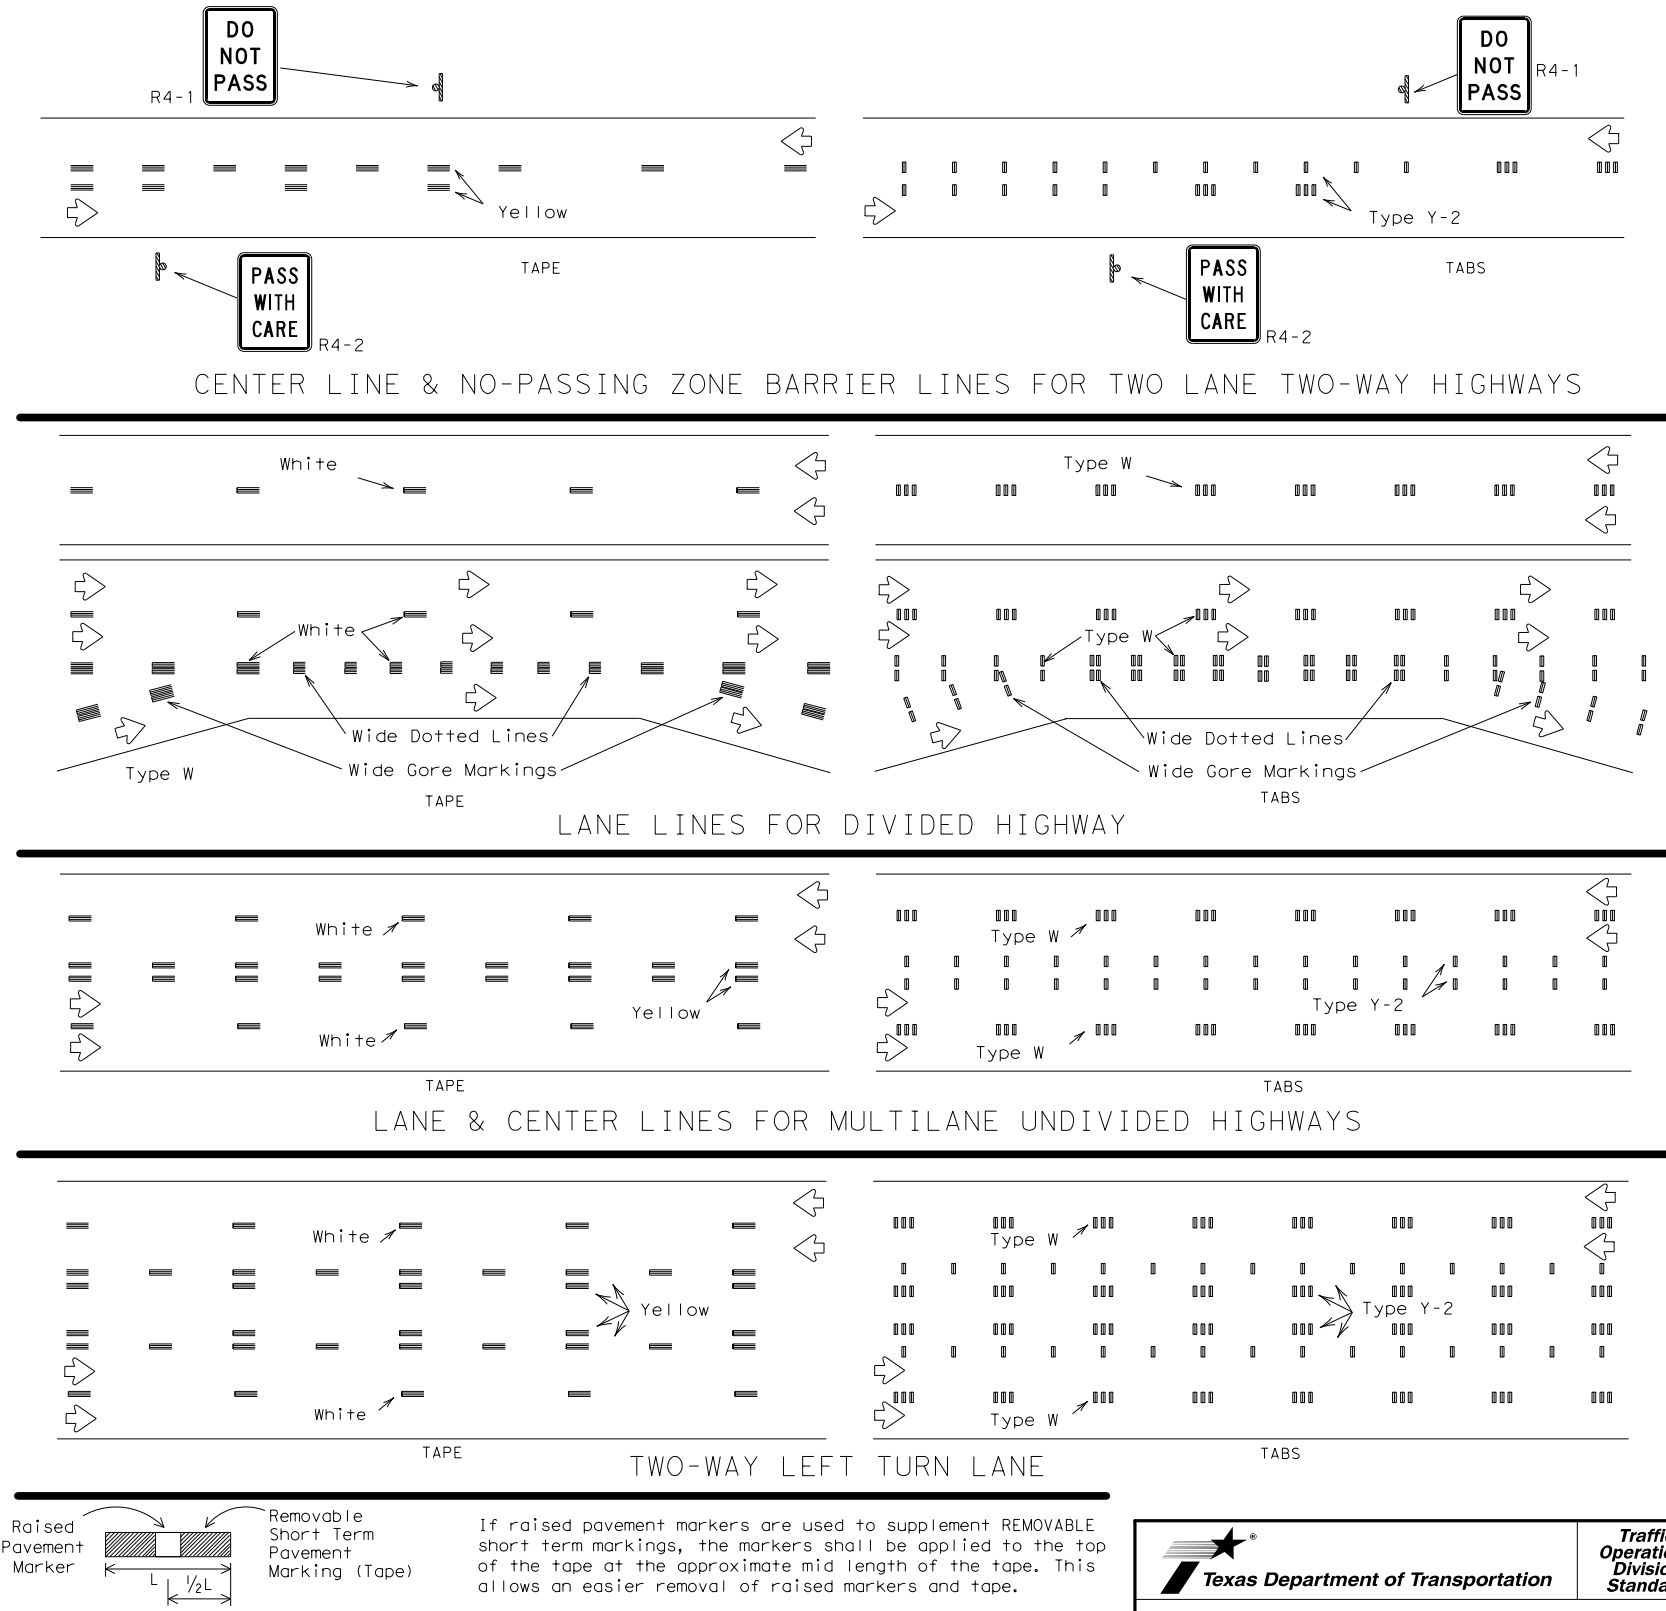 DO
NOT
PASS
R4-1
DO
NOT
PASS
R4-1
Yellow
Type Y-2
TAPE
TABS
PASS
WITH
CARE
R4-2
PASS
WITH
CARE
R4-2
CENTER LINE & NO-PASSING ZONE BARRIER LINES FOR TWO LANE TWO-WAY HIGHWAYS
White
Type W
White
Type W
Wide Dotted Lines
Wide Gore Markings
Type W
TAPE
Wide Dotted Lines
Wide Gore Markings
TABS
LANE LINES FOR DIVIDED HIGHWAY
White
Yellow
White
TAPE
Type W
Type Y-2
Type W
TABS
LANE & CENTER LINES FOR MULTILANE UNDIVIDED HIGHWAYS
White
Yellow
White
TAPE
Type W
Type Y-2
Type W
TABS
TWO-WAY LEFT TURN LANE
Raised
Pavement
Marker
L
1/2L
Removable
Short Term
Pavement
Marking (Tape)
If raised pavement markers are used to supplement REMOVABLE
short term markings, the markers shall be applied to the top
of the tape at the approximate mid length of the tape. This
allows an easier removal of raised markers and tape.
®
Texas Department of Transportation